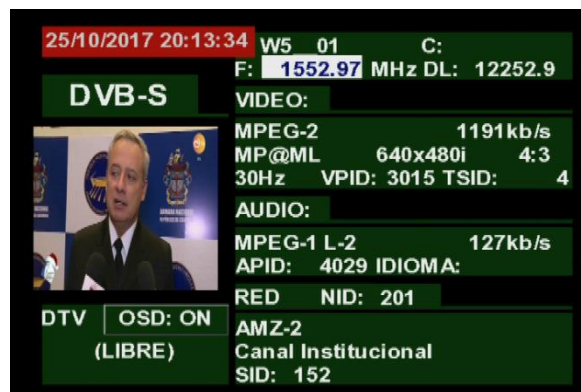 25/10/2017 20:13:34
W5 01 C:
F: 1552.97 MHz DL: 12252.9
DVB-S
VIDEO:
MPEG-2 1191kb/s
MP@ML 640x480i 4:3
30Hz VPID: 3015 TSID: 4
AUDIO:
MPEG-1 L-2 127kb/s
APID: 4029 IDIOMA:
RED NID: 201
DTV OSD: ON
(LIBRE)
AMZ-2
Canal Institucional
SID: 152